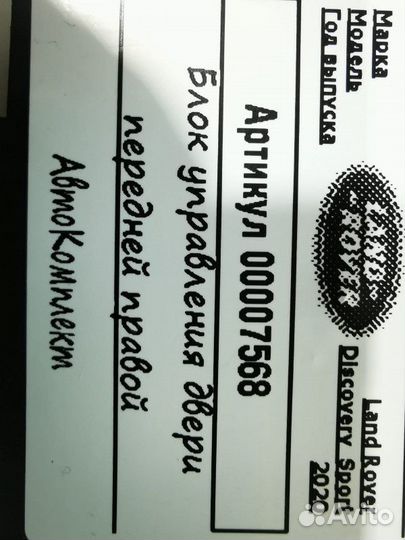 Марка Land Rover
Модель Discovery Sport
Год выпуска 2020
LAND
ROVER
Артикул 00007568
Блок управления двери
передней правой
АвтоКомплект
Avito